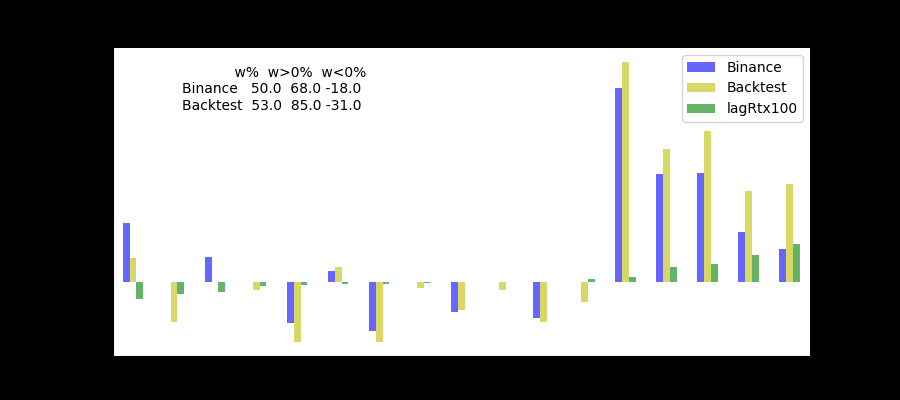 w% w>0% w<0%
Binance 50.0 68.0 -18.0
Backtest 53.0 85.0 -31.0
Binance
Backtest
lagRtx100